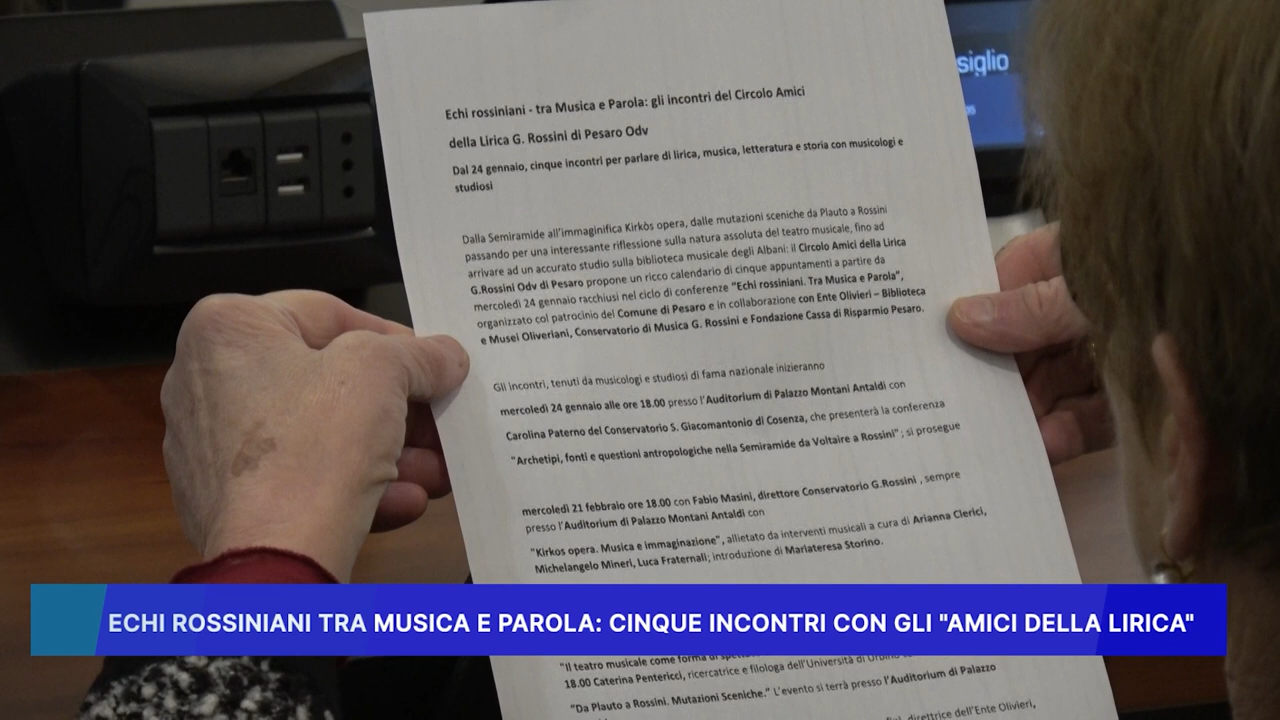 siglio
Echi rossiniani - tra Musica e Parola: gli incontri del Circolo Amici
della Lirica G. Rossini di Pesaro Odv
Dal 24 gennaio, cinque incontri per parlare di lirica, musica, letteratura e storia con musicologi e
studiosi
Dalla Semiramide all'immaginifica Kirkòs opera, dalle mutazioni sceniche da Plauto a Rossini
passando per una interessante riflessione sulla natura assoluta del teatro musicale, fino ad
arrivare ad un accurato studio sulla biblioteca musicale degli Albani: il Circolo Amici della Lirica
G.Rossini Odv di Pesaro propone un ricco calendario di cinque appuntamenti a partire da
mercoledì 24 gennaio racchiusi nel ciclo di conferenze "Echi rossiniani. Tra Musica e Parola",
organizzato col patrocinio del Comune di Pesaro e in collaborazione con Ente Olivieri – Biblioteca
e Musei Oliveriani, Conservatorio di Musica G. Rossini e Fondazione Cassa di Risparmio Pesaro.
Gli incontri, tenuti da musicologi e studiosi di fama nazionale inizieranno
mercoledì 24 gennaio alle ore 18.00 presso l'Auditorium di Palazzo Montani Antaldi con
Carolina Paterno del Conservatorio S. Giacomantonio di Cosenza, che presenterà la conferenza
"Archetipi, fonti e questioni antropologiche nella Semiramide da Voltaire a Rossini" ; si prosegue
mercoledì 21 febbraio ore 18.00 con Fabio Masini, direttore Conservatorio G.Rossini , sempre
presso l'Auditorium di Palazzo Montani Antaldi con
"Kirkos opera. Musica e immaginazione", allietato da interventi musicali a cura di Arianna Clerici,
Michelangelo Mineri, Luca Fraternali; introduzione di Mariateresa Storino.
ECHI ROSSINIANI TRA MUSICA E PAROLA: CINQUE INCONTRI CON GLI "AMICI DELLA LIRICA"
"Il teatro musicale come forma di
18.00 Caterina Pentericci, ricercatrice e filologa dell'Università di Urbino
"Da Plauto a Rossini. Mutazioni Sceniche." L'evento si terrà presso l'Auditorium di Palazzo
direttrice dell'Ente Olivieri,